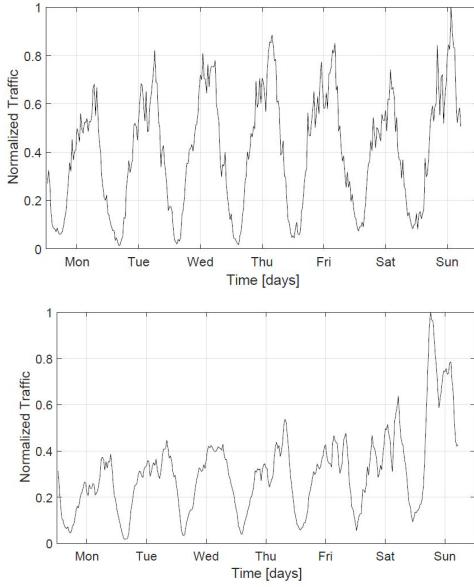 1
0.8
0.6
0.4
0.2
0
Normalized Traffic
Mon Tue Wed Thu Fri Sat Sun
Time [days]
1
0.8
0.6
0.4
0.2
0
Normalized Traffic
Mon Tue Wed Thu Fri Sat Sun
Time [days]